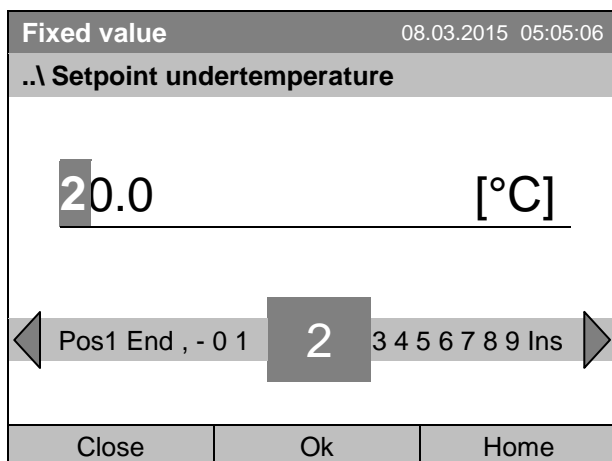 Fixed value 08.03.2015 05:05:06
..\ Setpoint undertemperature
20.0 [°C]
Pos1 End , - 0 1 2 3 4 5 6 7 8 9 Ins
Close Ok Home